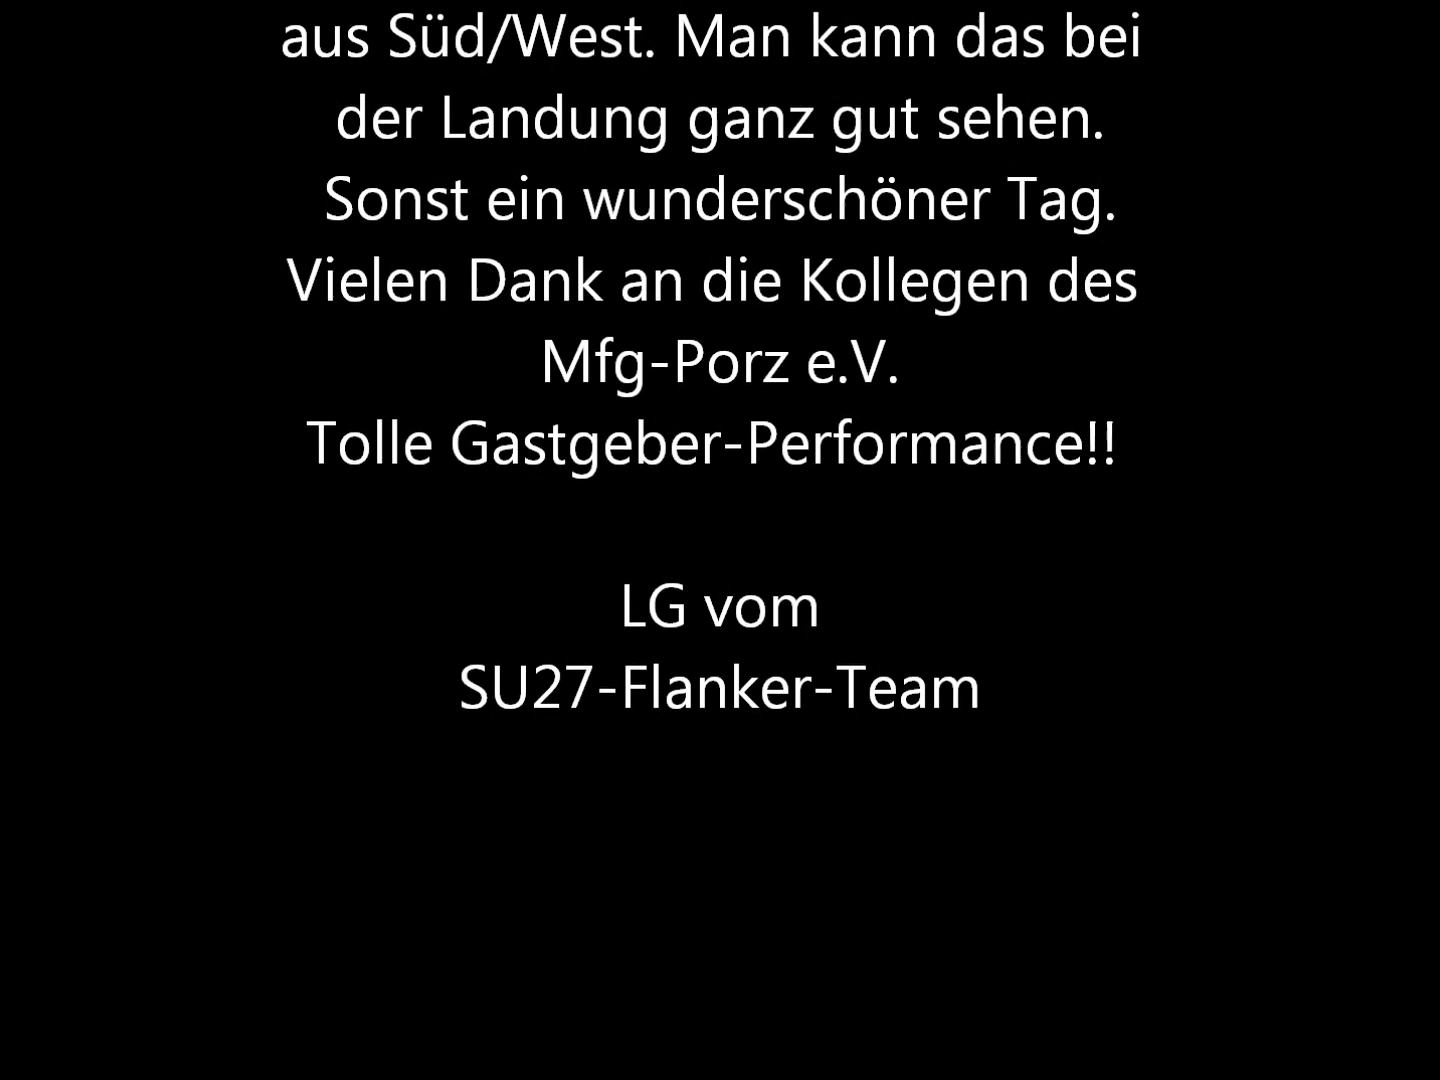 aus Süd/West. Man kann das bei
der Landung ganz gut sehen.
Sonst ein wunderschöner Tag.
Vielen Dank an die Kollegen des
Mfg-Porz e.V.
Tolle Gastgeber-Performance!!
LG vom
SU27-Flanker-Team